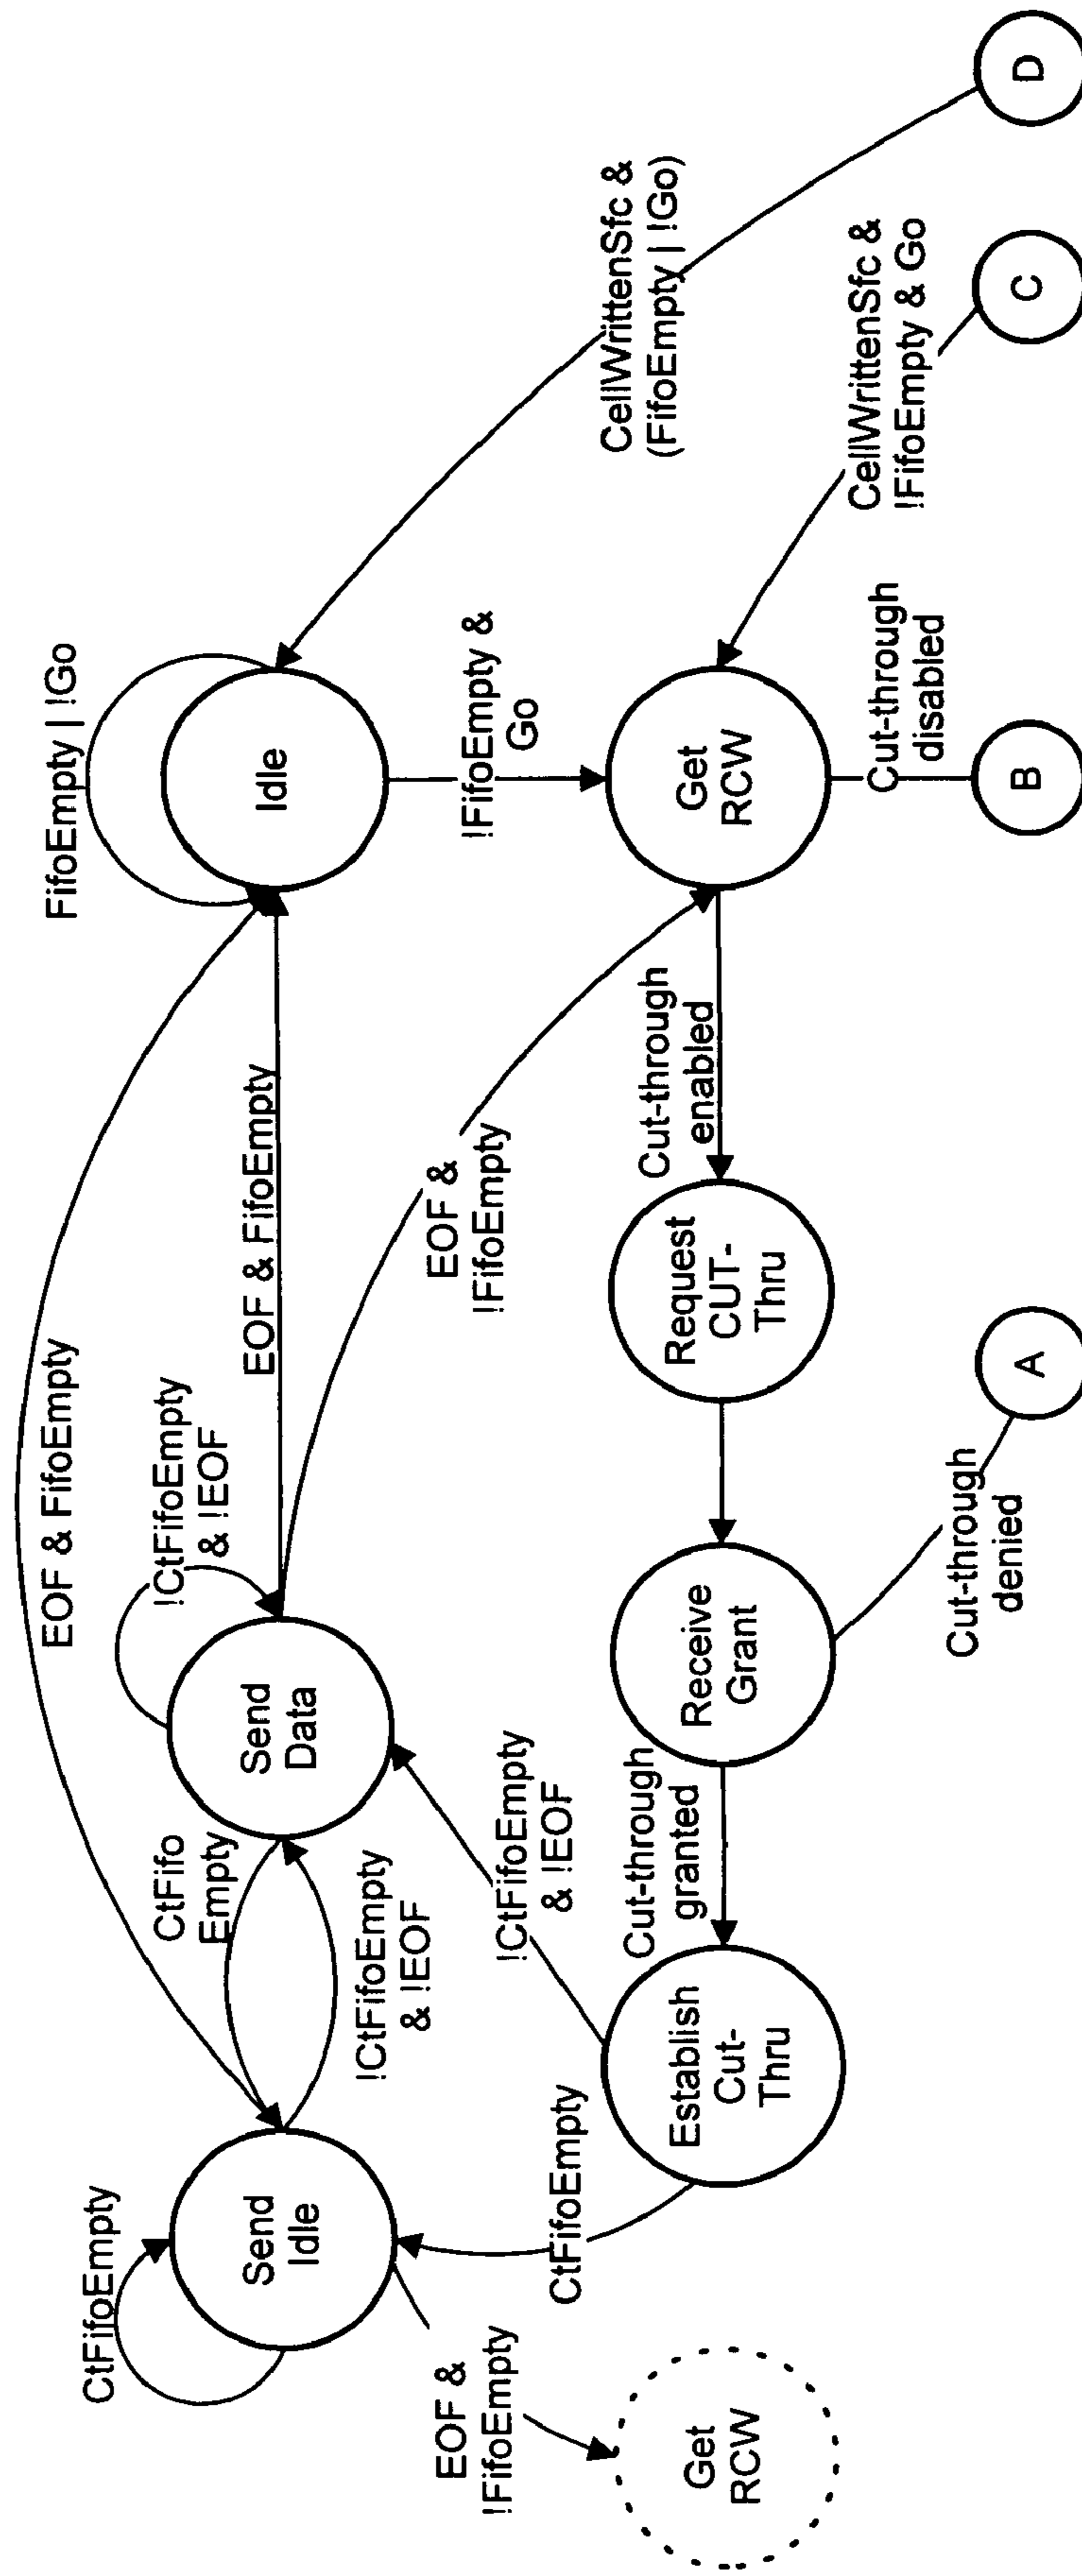 CtFifoEmpty
Send
Idle
EOF &
!FifoEmpty
Get
RCW
EOF & FifoEmpty
CtFifo
Empty
!CtFifoEmpty
& !EOF
Send
Data
!CtFifoEmpty
& !EOF
EOF & FifoEmpty
EOF &
!FifoEmpty
CtFifoEmpty
Establish
Cut-
Thru
!CtFifoEmpty
& !EOF
Cut-through
granted
Receive
Grant
Cut-through
denied
A
Request
CUT-
Thru
Cut-through
enabled
FifoEmpty | !Go
Idle
!FifoEmpty &
Go
Get
RCW
Cut-through
disabled
B
CellWrittenSfc &
(FifoEmpty | !Go)
D
CellWrittenSfc &
!FifoEmpty & Go
C